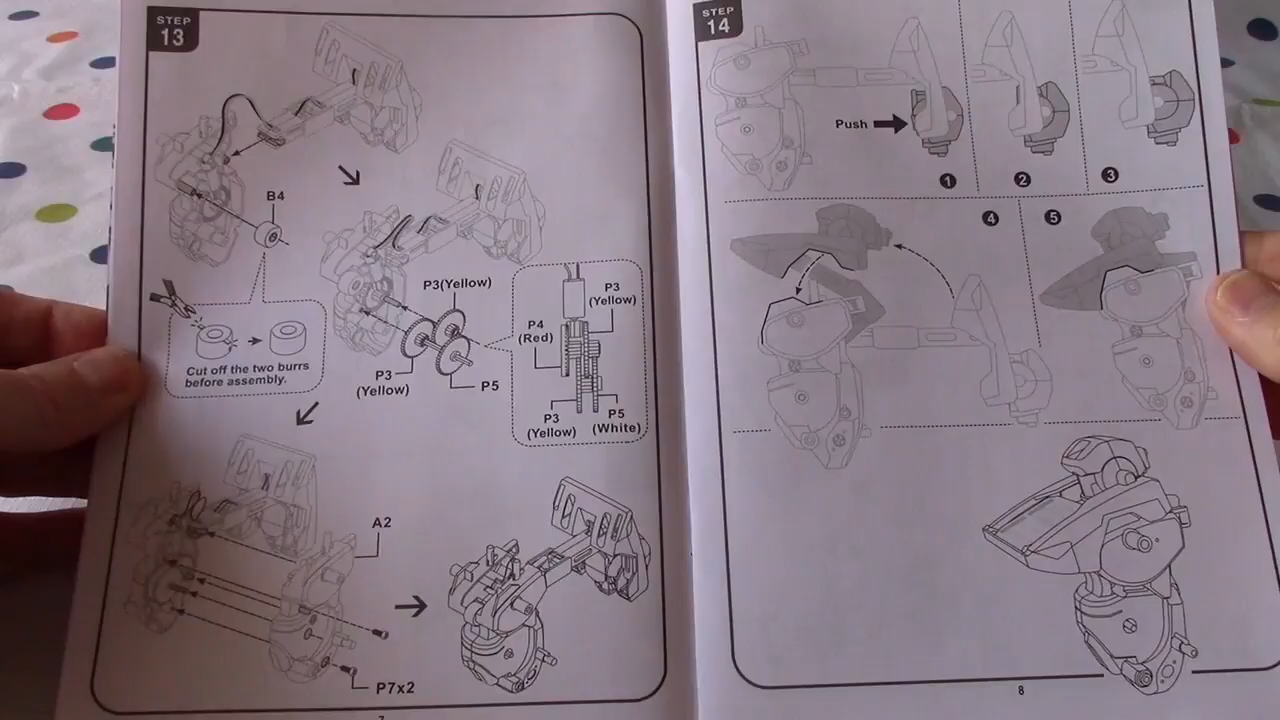 STEP
13
B4
P3(Yellow)
P3
(Yellow)
P5
P3
(Yellow)
P4
(Red)
P3
(Yellow)
P5
(White)
Cut off the two burrs
before assembly.
A2
P7x2
7
STEP
14
Push
1
2
3
4
5
8